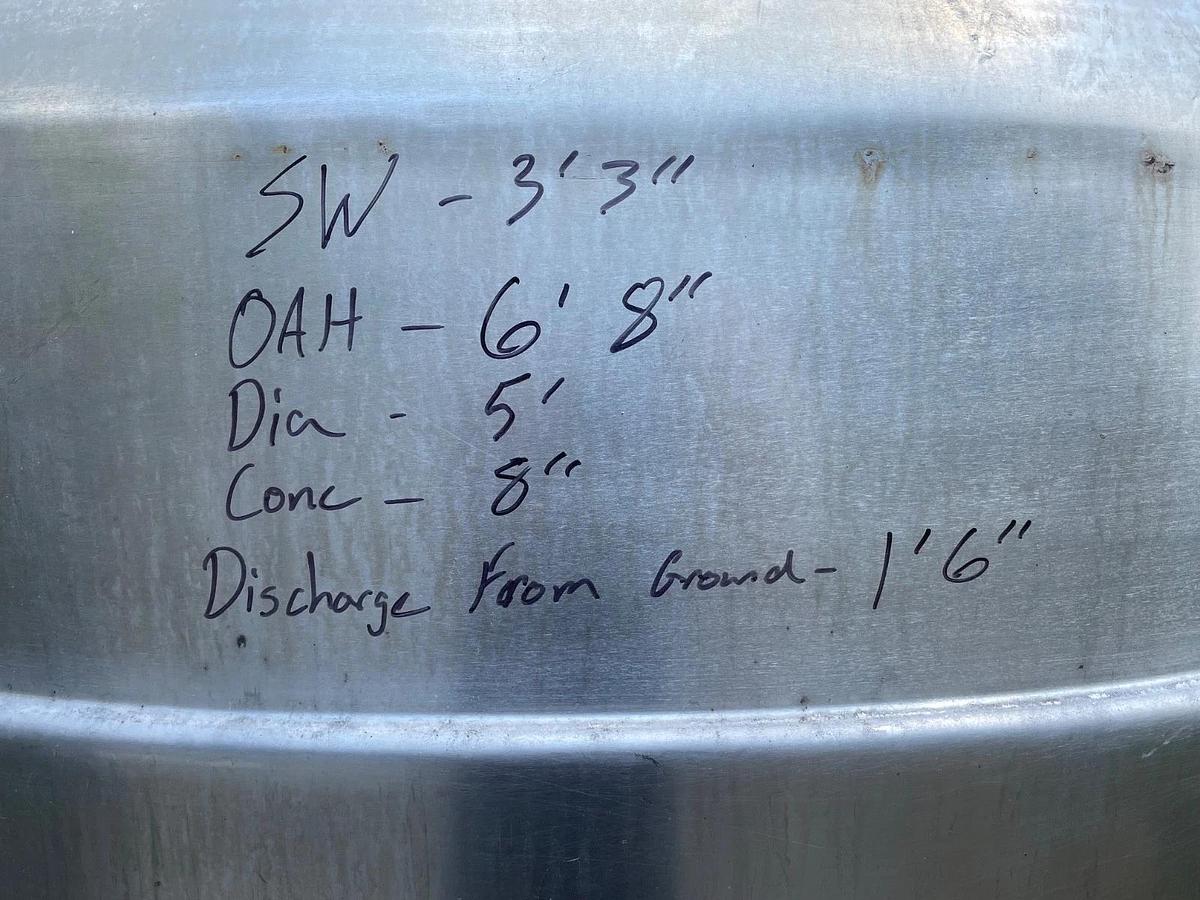 SW - 3' 3"
OAH - 6' 8"
Dia - 5'
Conc - 8"
Discharge From Ground - 1' 6"